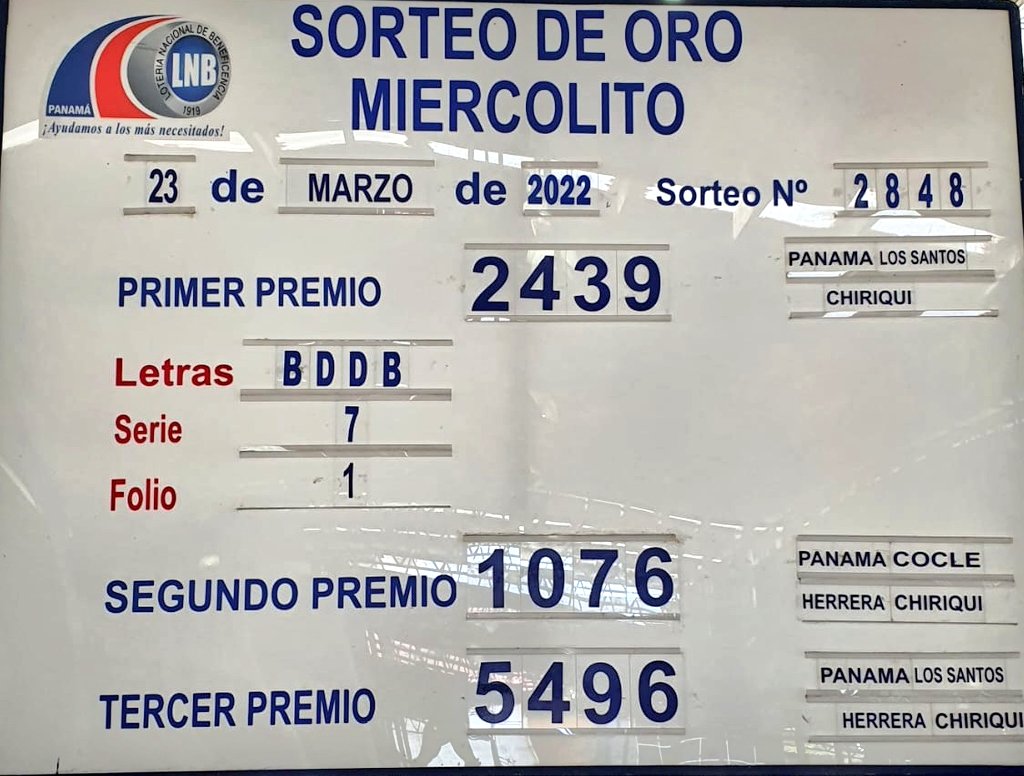 SORTEO DE ORO
MIERCOLITO
LOTERIA NACIONAL DE BENEFICENCIA
LNB
1919
PANAMÁ
¡Ayudamos a los más necesitados!
23 de MARZO de 2022 Sorteo Nº 2848
PRIMER PREMIO 2439 PANAMA LOS SANTOS
CHIRIQUI
Letras BDDB
Serie 7
Folio 1
SEGUNDO PREMIO 1076 PANAMA COCLE
HERRERA CHIRIQUI
TERCER PREMIO 5496 PANAMA LOS SANTOS
HERRERA CHIRIQUI